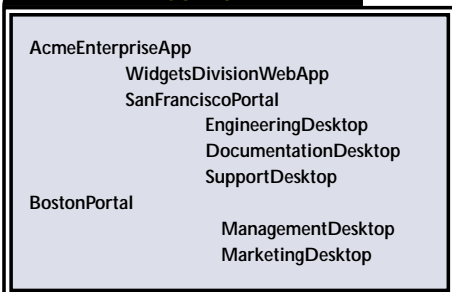 AcmeEnterpriseApp
WidgetsDivisionWebApp
SanFranciscoPortal
EngineeringDesktop
DocumentationDesktop
SupportDesktop
BostonPortal
ManagementDesktop
MarketingDesktop